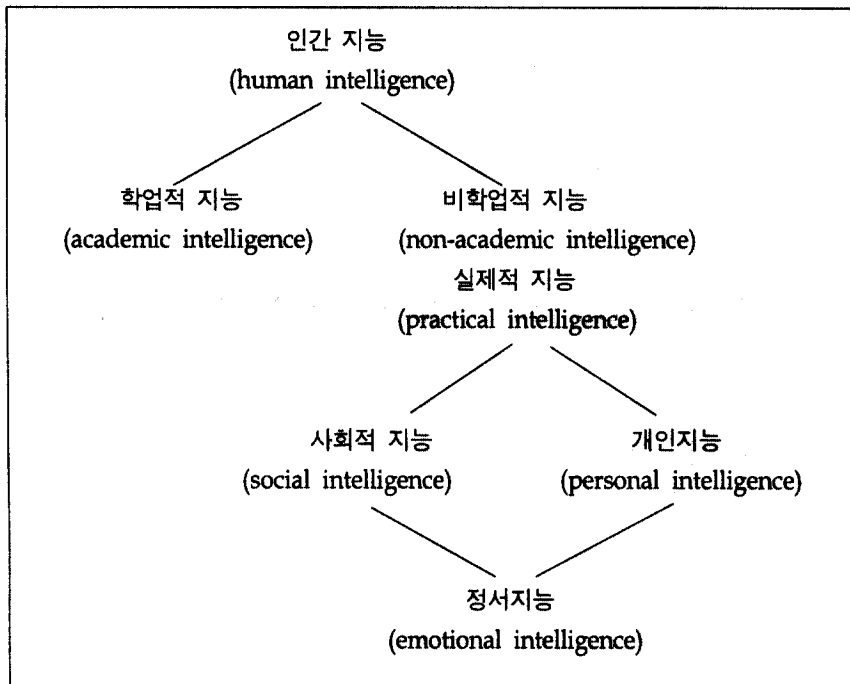 인간 지능
(human intelligence)
학업적 지능
비학업적 지능
(academic intelligence)
(non-academic intelligence)
실제적 지능
(practical intelligence)
사회적 지능
개인지능
(social intelligence)
(personal intelligence)
정서지능
(emotional intelligence)